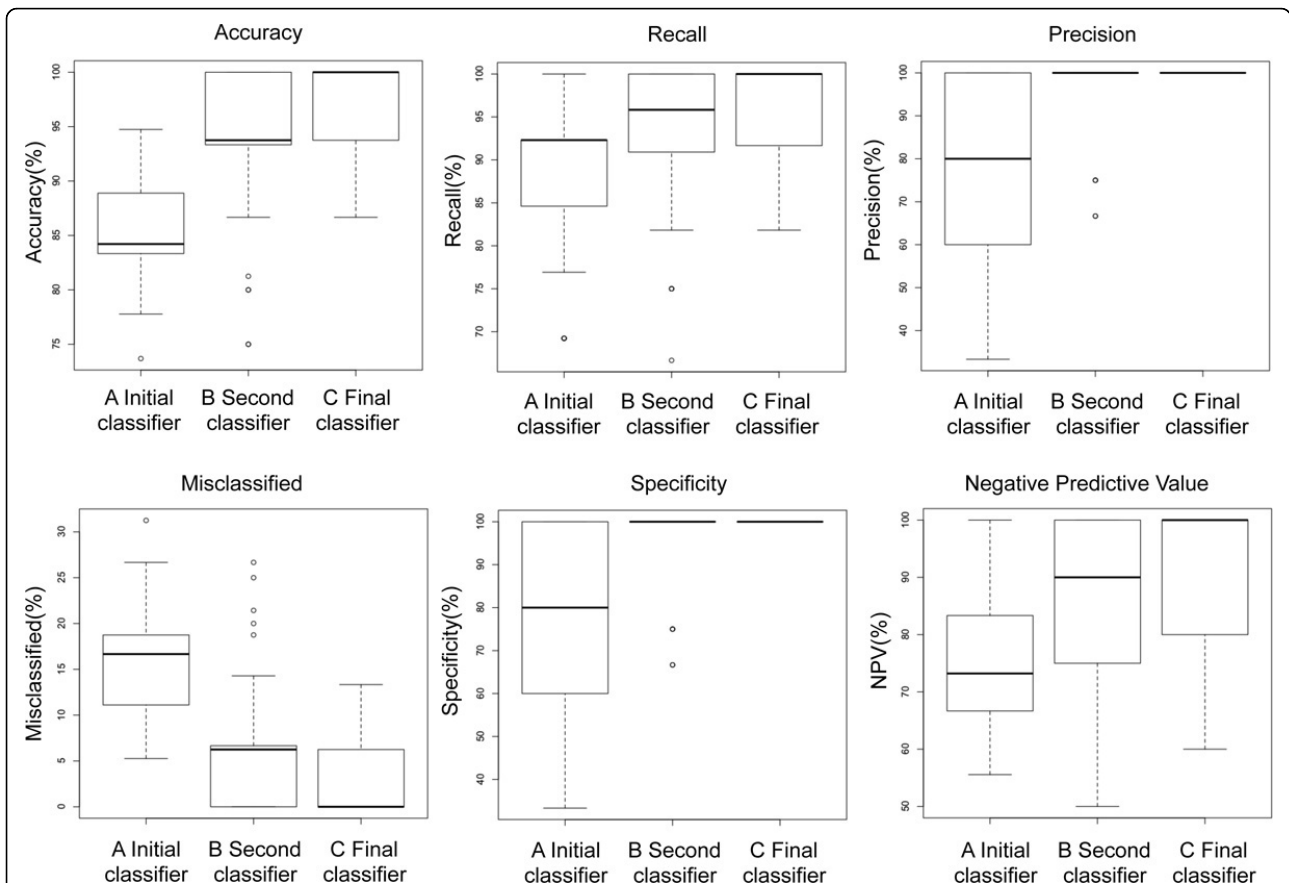 Accuracy
Accuracy(%)
100
95
90
85
80
75
A Initial
classifier
B Second
classifier
C Final
classifier
Recall
Recall(%)
100
95
90
85
80
75
70
A Initial
classifier
B Second
classifier
C Final
classifier
Precision
Precision(%)
100
90
80
70
60
50
40
A Initial
classifier
B Second
classifier
C Final
classifier
Misclassified
Misclassified(%)
30
25
20
15
10
5
0
A Initial
classifier
B Second
classifier
C Final
classifier
Specificity
Specificity(%)
100
90
80
70
60
50
40
A Initial
classifier
B Second
classifier
C Final
classifier
Negative Predictive Value
NPV(%)
100
90
80
70
60
50
A Initial
classifier
B Second
classifier
C Final
classifier